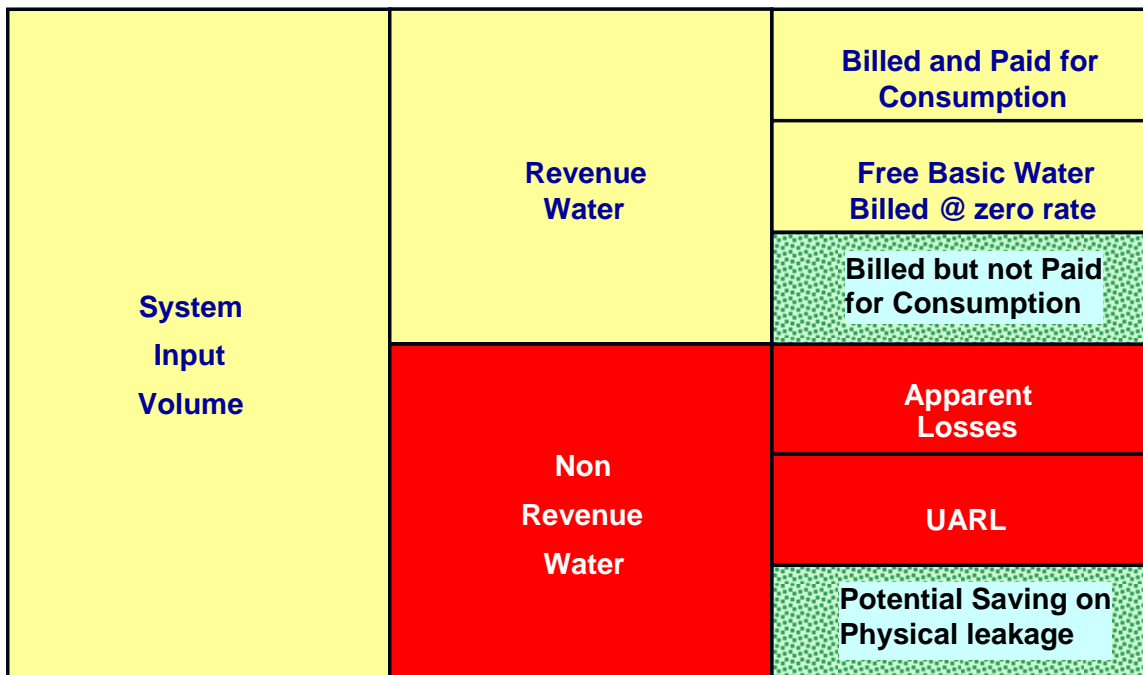 System
Input
Volume
Revenue
Water
Non
Revenue
Water
Billed and Paid for
Consumption
Free Basic Water
Billed @ zero rate
Billed but not Paid
for Consumption
Apparent
Losses
UARL
Potential Saving on
Physical leakage